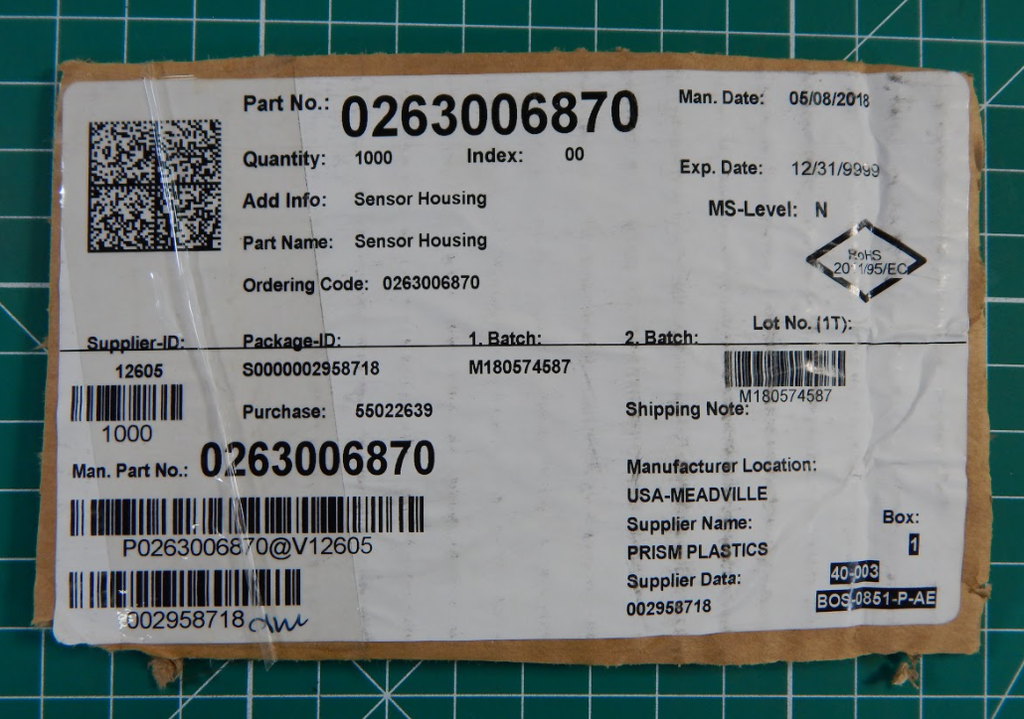 Part No.: 0263006870
Man. Date: 05/08/2018
Quantity: 1000 Index: 00
Exp. Date: 12/31/9999
Add Info: Sensor Housing
MS-Level: N
Part Name: Sensor Housing
RoHS
2011/95/EC
Ordering Code: 0263006870
Lot No. (1T):
Supplier-ID: Package-ID: 1. Batch: 2. Batch:
12605 S0000002958718 M180574587
M180574587
1000
Purchase: 55022639
Shipping Note:
Man. Part No.: 0263006870
Manufacturer Location:
USA-MEADVILLE
Supplier Name: Box:
P0263006870@V12605
PRISM PLASTICS 1
Supplier Data: 40-003
002958718 BOS-0851-P-AE
002958718